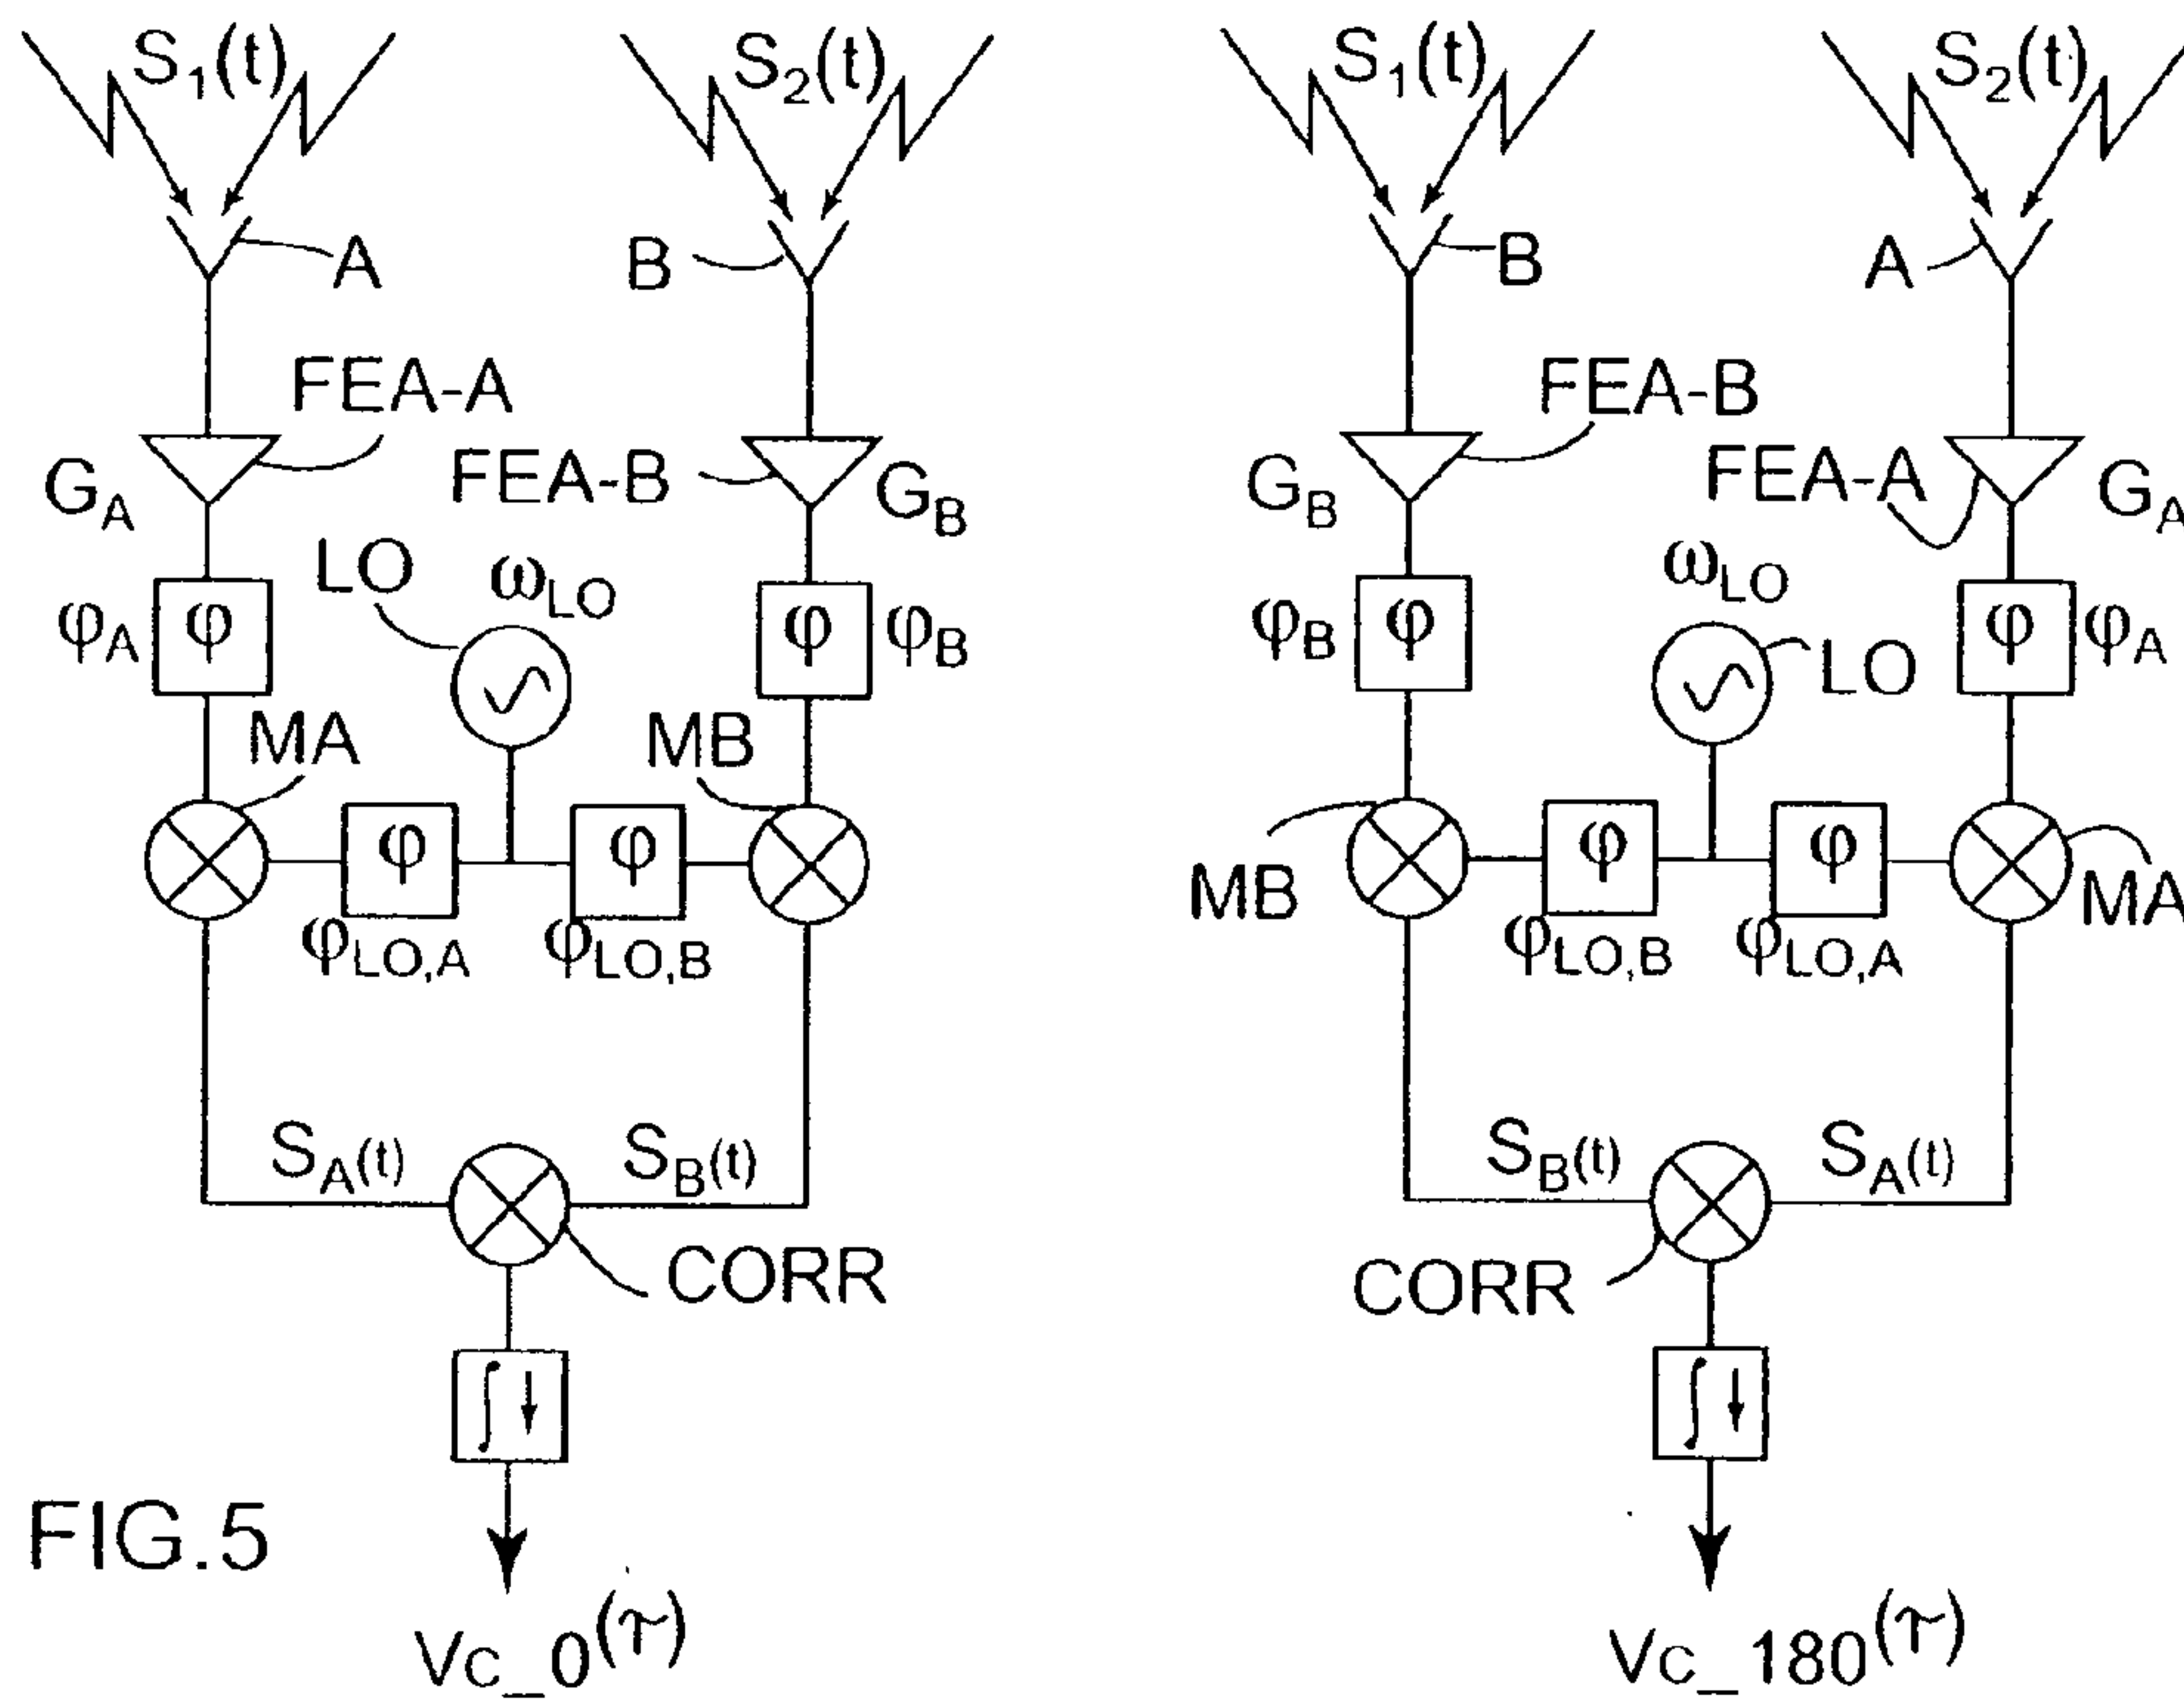 S1(t)
S2(t)
S1(t)
S2(t)
A
B
B
A
FEA-A
FEA-B
GA
FEA-B
GB
GB
FEA-A
GA
LO
ωLO
ωLO
φA
φ
φ
φB
φB
φ
LO
φ
φA
MA
MB
φ
φ
φ
φ
MB
MA
φLO,A
φLO,B
φLO,B
φLO,A
SA(t)
SB(t)
SB(t)
SA(t)
CORR
CORR
∫↓
∫↓
FIG.5
Vc_0(τ)
Vc_180(τ)